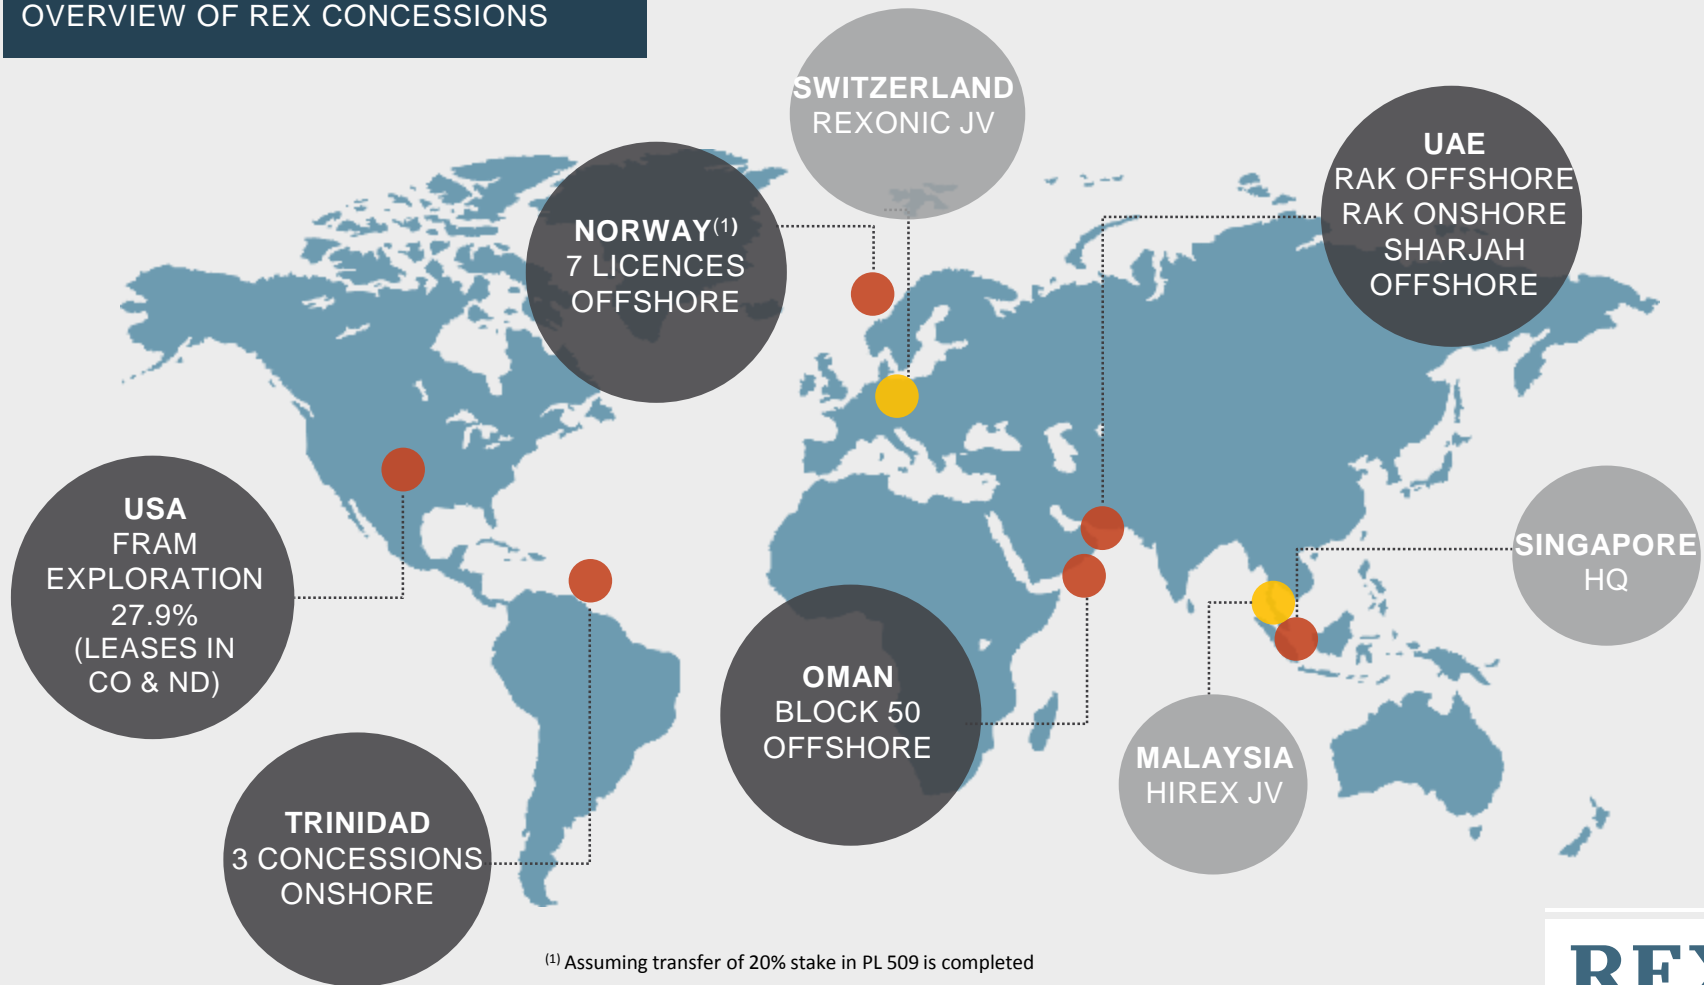 OVERVIEW OF REX CONCESSIONS
SWITZERLAND
REXONIC JV
UAE
RAK OFFSHORE
RAK ONSHORE
SHARJAH
OFFSHORE
NORWAY(1)
7 LICENCES
OFFSHORE
USA
FRAM
EXPLORATION
27.9%
(LEASES IN
CO & ND)
SINGAPORE
HQ
OMAN
BLOCK 50
OFFSHORE
MALAYSIA
HIREX JV
TRINIDAD
3 CONCESSIONS
ONSHORE
(1) Assuming transfer of 20% stake in PL 509 is completed
REX